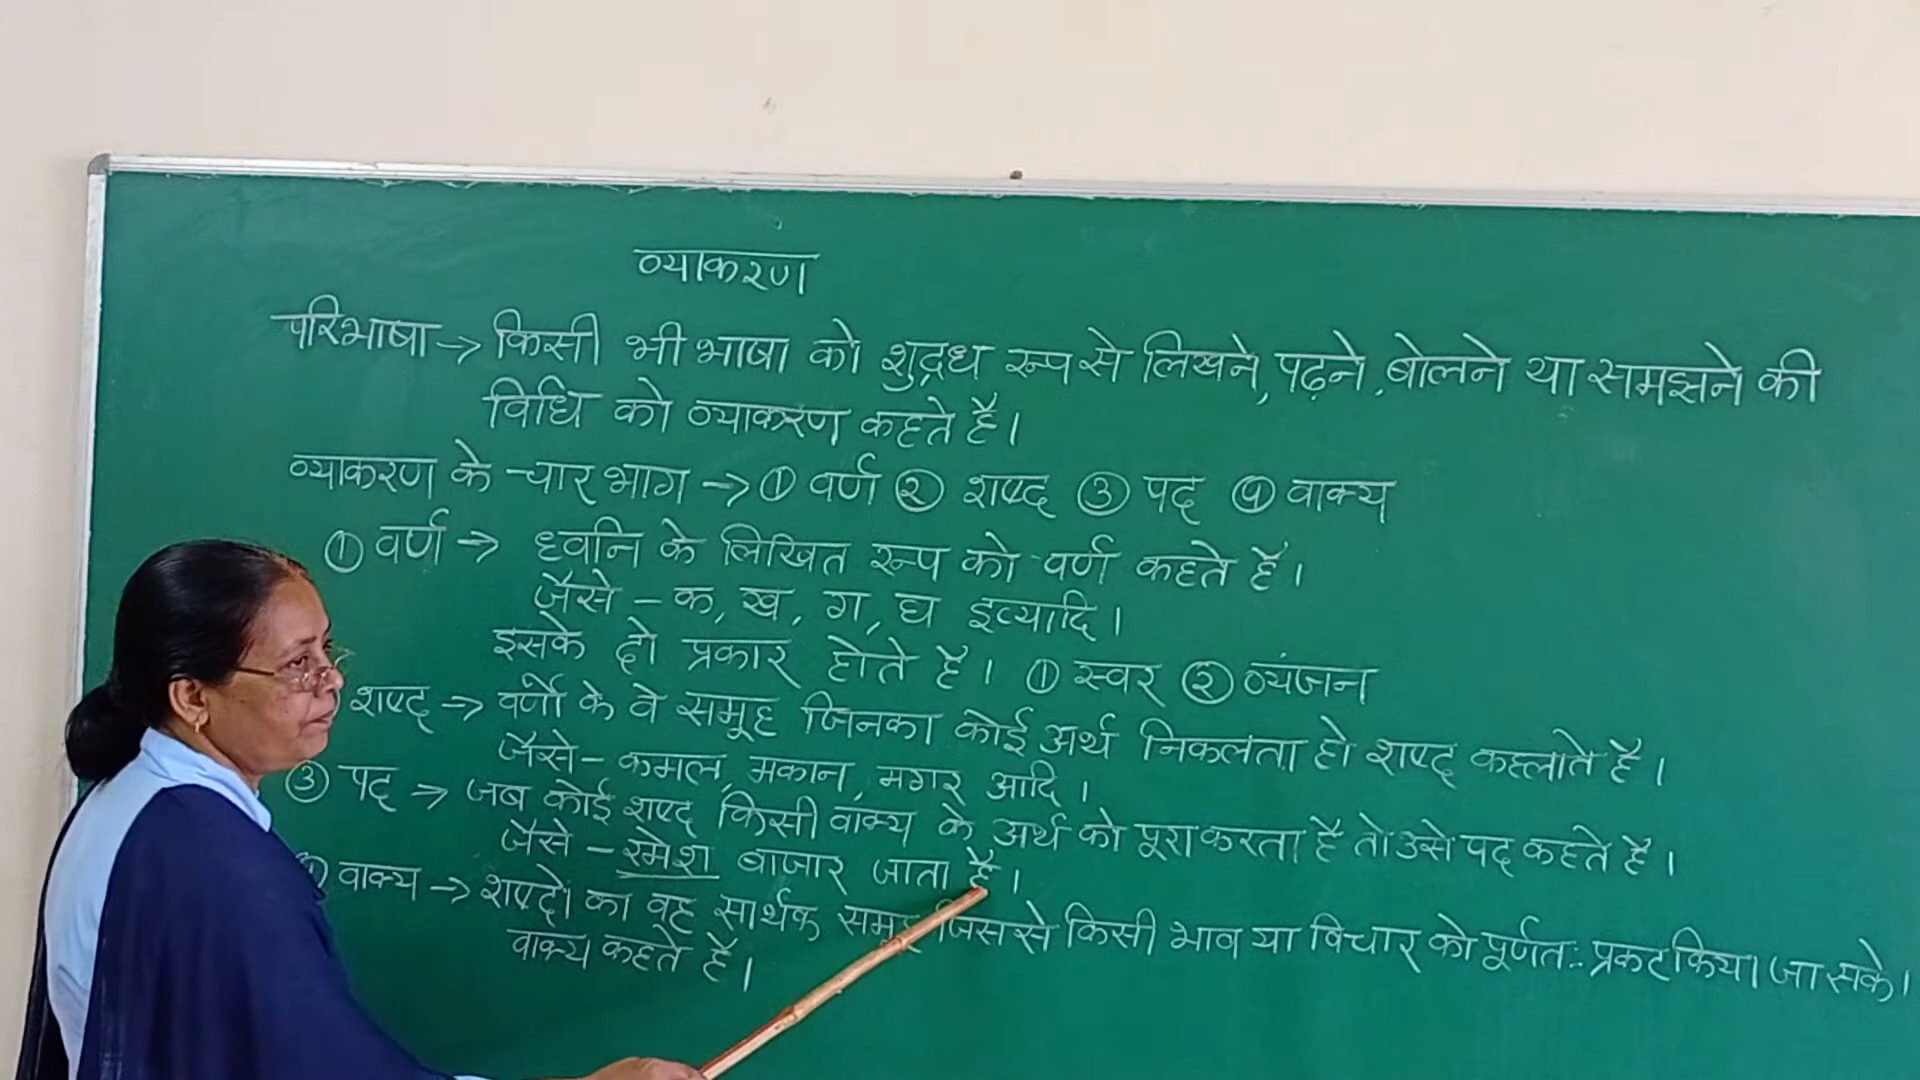 व्याकरण
परिभाषा → किसी भी भाषा को शुद्रध रूप से लिखने, पढ़ने, बोलने या समझने की
विधि को व्याकरण कहते है।
व्याकरण के चार भाग → ① वर्ण ② शब्द ③ पद ④ वाक्य
① वर्ण → ध्वनि के लिखित रूप को वर्ण कहते है।
जैसे - क, ख, ग, घ इत्यादि।
इसके दो प्रकार होते है। ① स्वर ② व्यंजन
शब्द → वर्णो के वे समूह जिनका कोई अर्थ निकलता हो शब्द कहलाते है।
जैसे- कमल, मकान, मगर आदि।
③ पद → जब कोई शब्द किसी वाक्य के अर्थ को पूरा करता है तो उसे पद कहते है।
जैसे - रमेश बाजार जाता है।
वाक्य → शब्दो का वह सार्थक समूह जिससे किसी भाव या विचार को पूर्णतः प्रकट किया जा सके।
वाक्य कहते है।